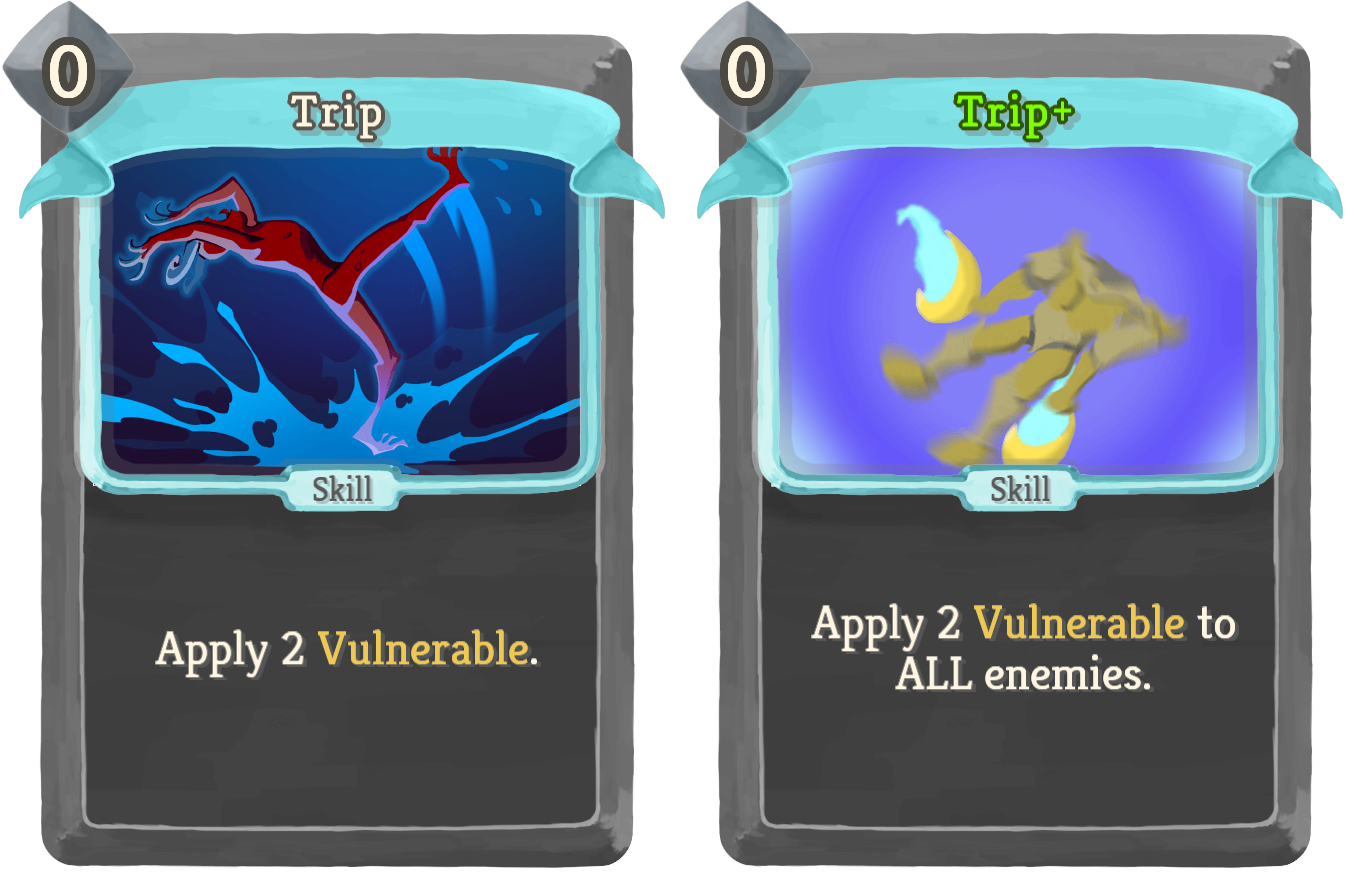 0
Trip
Skill
Apply 2 Vulnerable.
0
Trip+
Skill
Apply 2 Vulnerable to
ALL enemies.